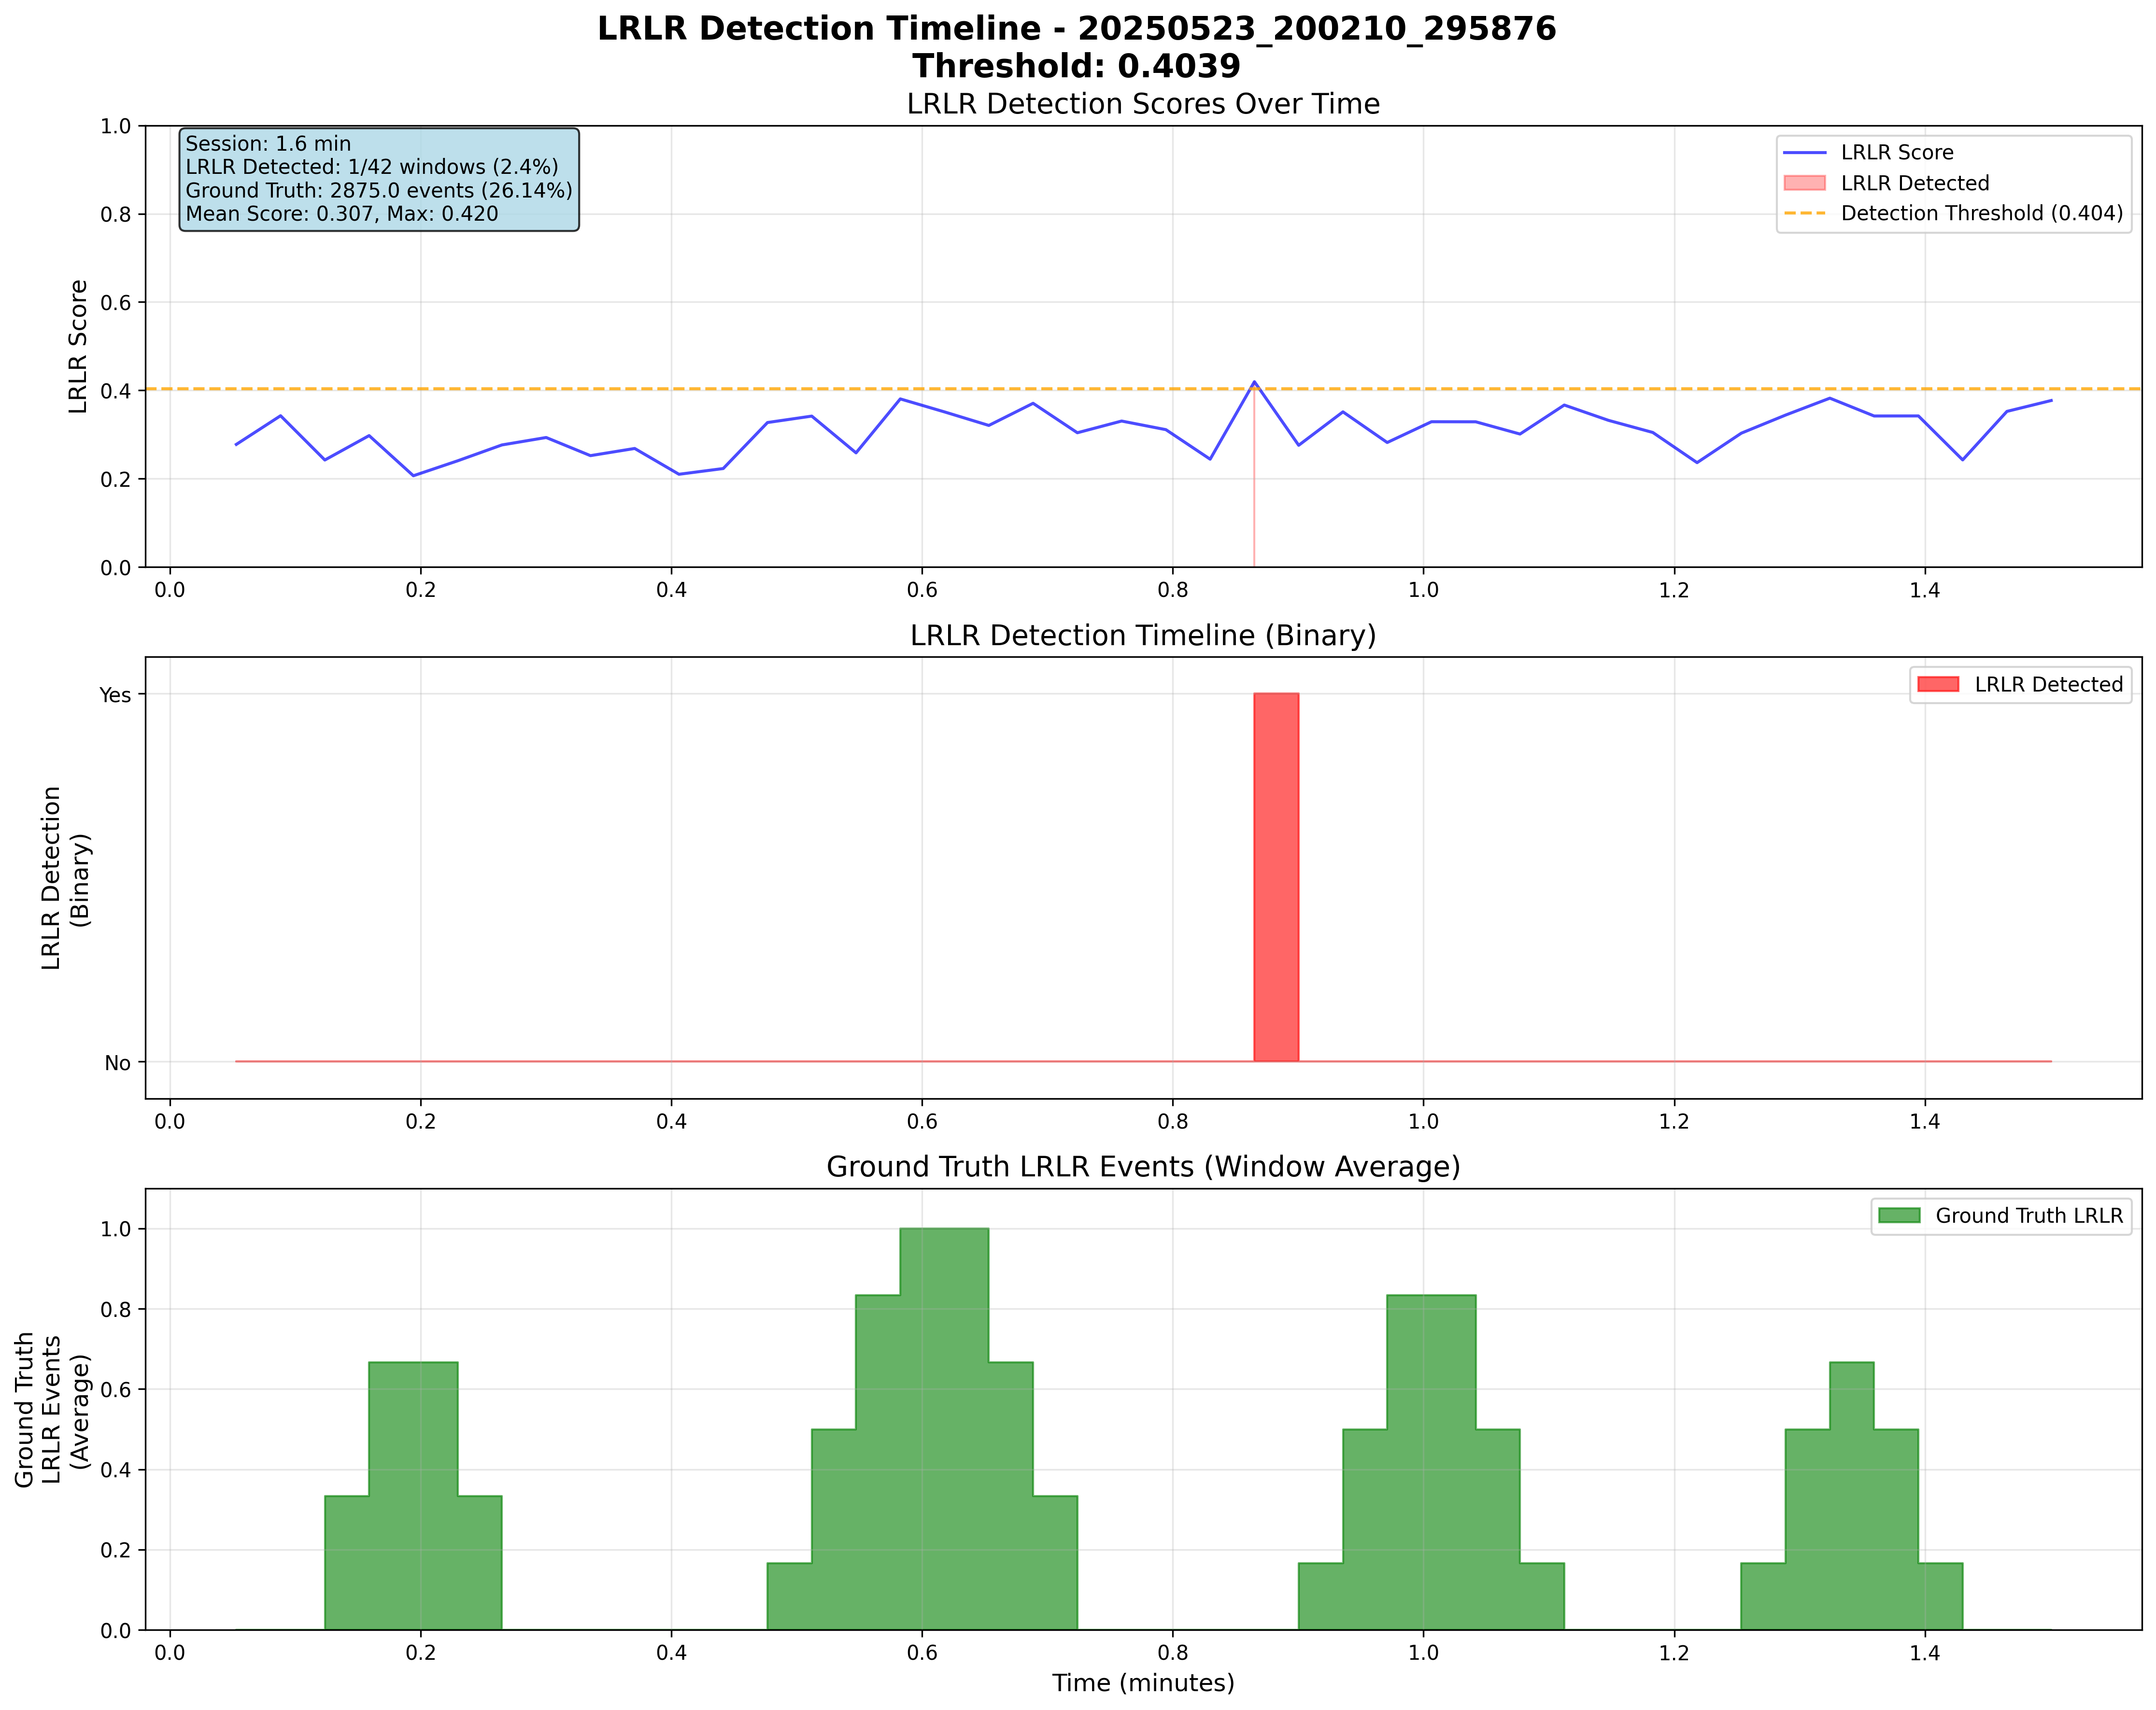 LRLR Detection Timeline - 20250523_200210_295876
Threshold: 0.4039
LRLR Detection Scores Over Time
Session: 1.6 min
LRLR Detected: 1/42 windows (2.4%)
Ground Truth: 2875.0 events (26.14%)
Mean Score: 0.307, Max: 0.420
LRLR Score
LRLR Detected
Detection Threshold (0.404)
LRLR Score
1.0
0.8
0.6
0.4
0.2
0.0
0.0 0.2 0.4 0.6 0.8 1.0 1.2 1.4
LRLR Detection Timeline (Binary)
LRLR Detected
LRLR Detection
(Binary)
Yes
No
0.0 0.2 0.4 0.6 0.8 1.0 1.2 1.4
Ground Truth LRLR Events (Window Average)
Ground Truth LRLR
Ground Truth
LRLR Events
(Average)
1.0
0.8
0.6
0.4
0.2
0.0
0.0 0.2 0.4 0.6 0.8 1.0 1.2 1.4
Time (minutes)